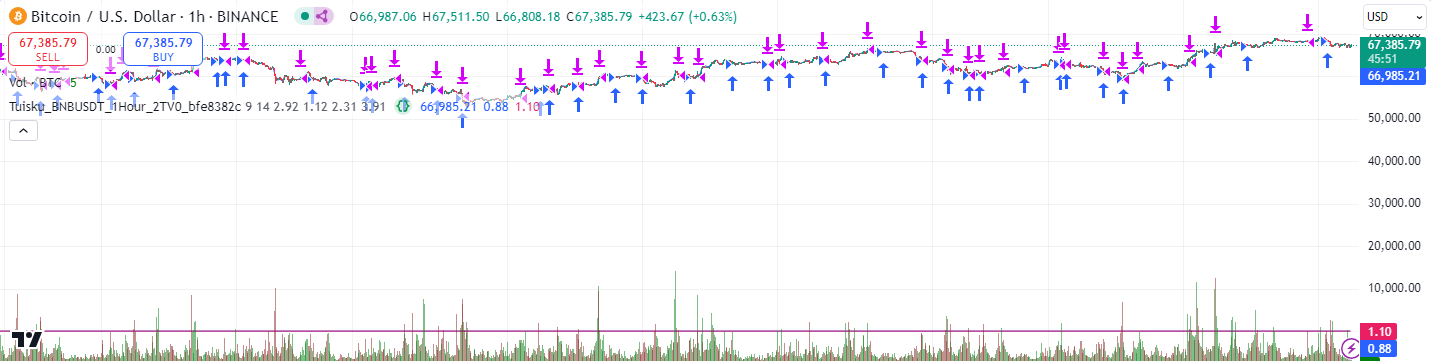 Bitcoin / U.S. Dollar · 1h · BINANCE
O66,987.06 H67,511.50 L66,808.18 C67,385.79 +423.67 (+0.63%)
USD
67,385.79
SELL
0.00
67,385.79
BUY
67,385.79
45:51
66,985.21
Vol · BTC 5
Tuisku_BNBUSDT_1Hour_2TV0_bfe8382c 9 14 2.92 1.12 2.31 3.91 66,985.21 0.88 1.10
50,000.00
40,000.00
30,000.00
20,000.00
10,000.00
1.10
0.88